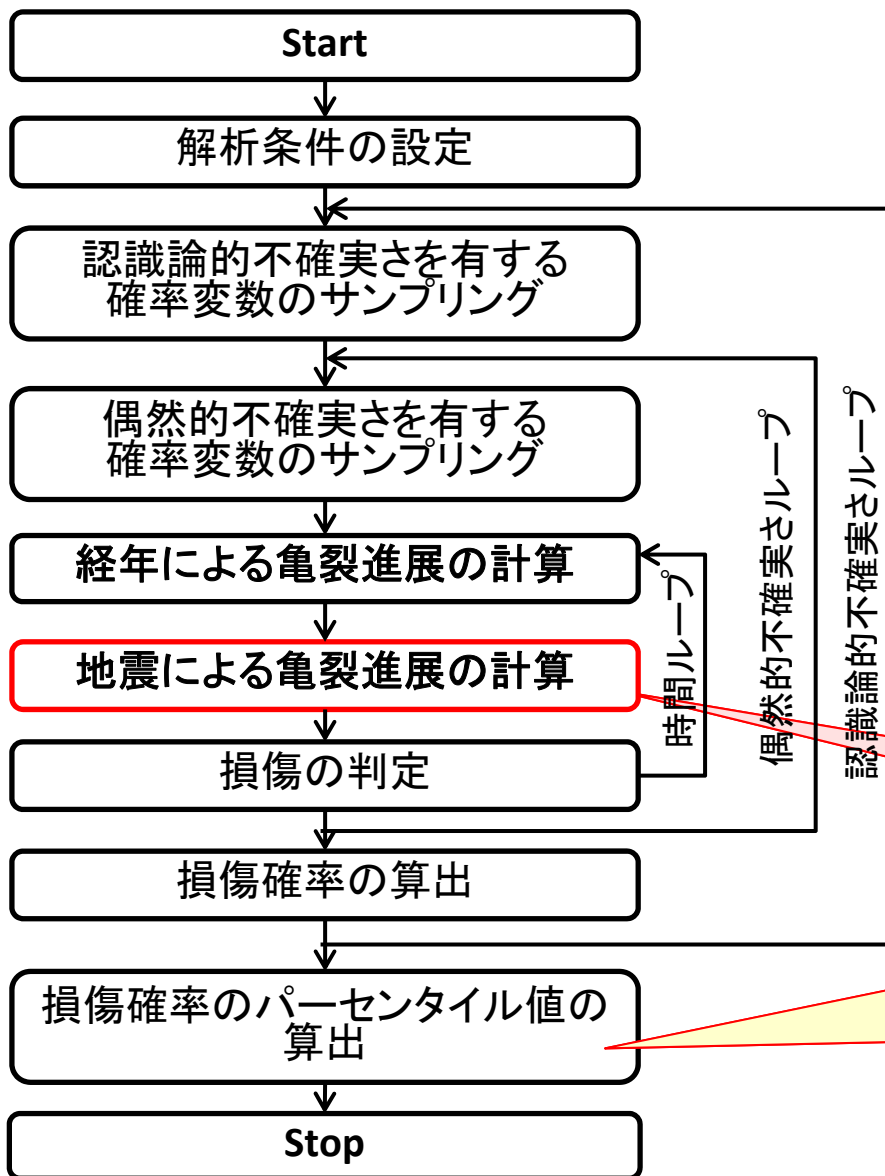 Start
解析条件の設定
認識論的不確実さを有する
確率変数のサンプリング
偶然的不確実さを有する
確率変数のサンプリング
経年による亀裂進展の計算
地震による亀裂進展の計算
損傷の判定
損傷確率の算出
損傷確率のパーセンタイル値の
算出
Stop
時間ループ
偶然的不確実さループ
認識論的不確実さループ